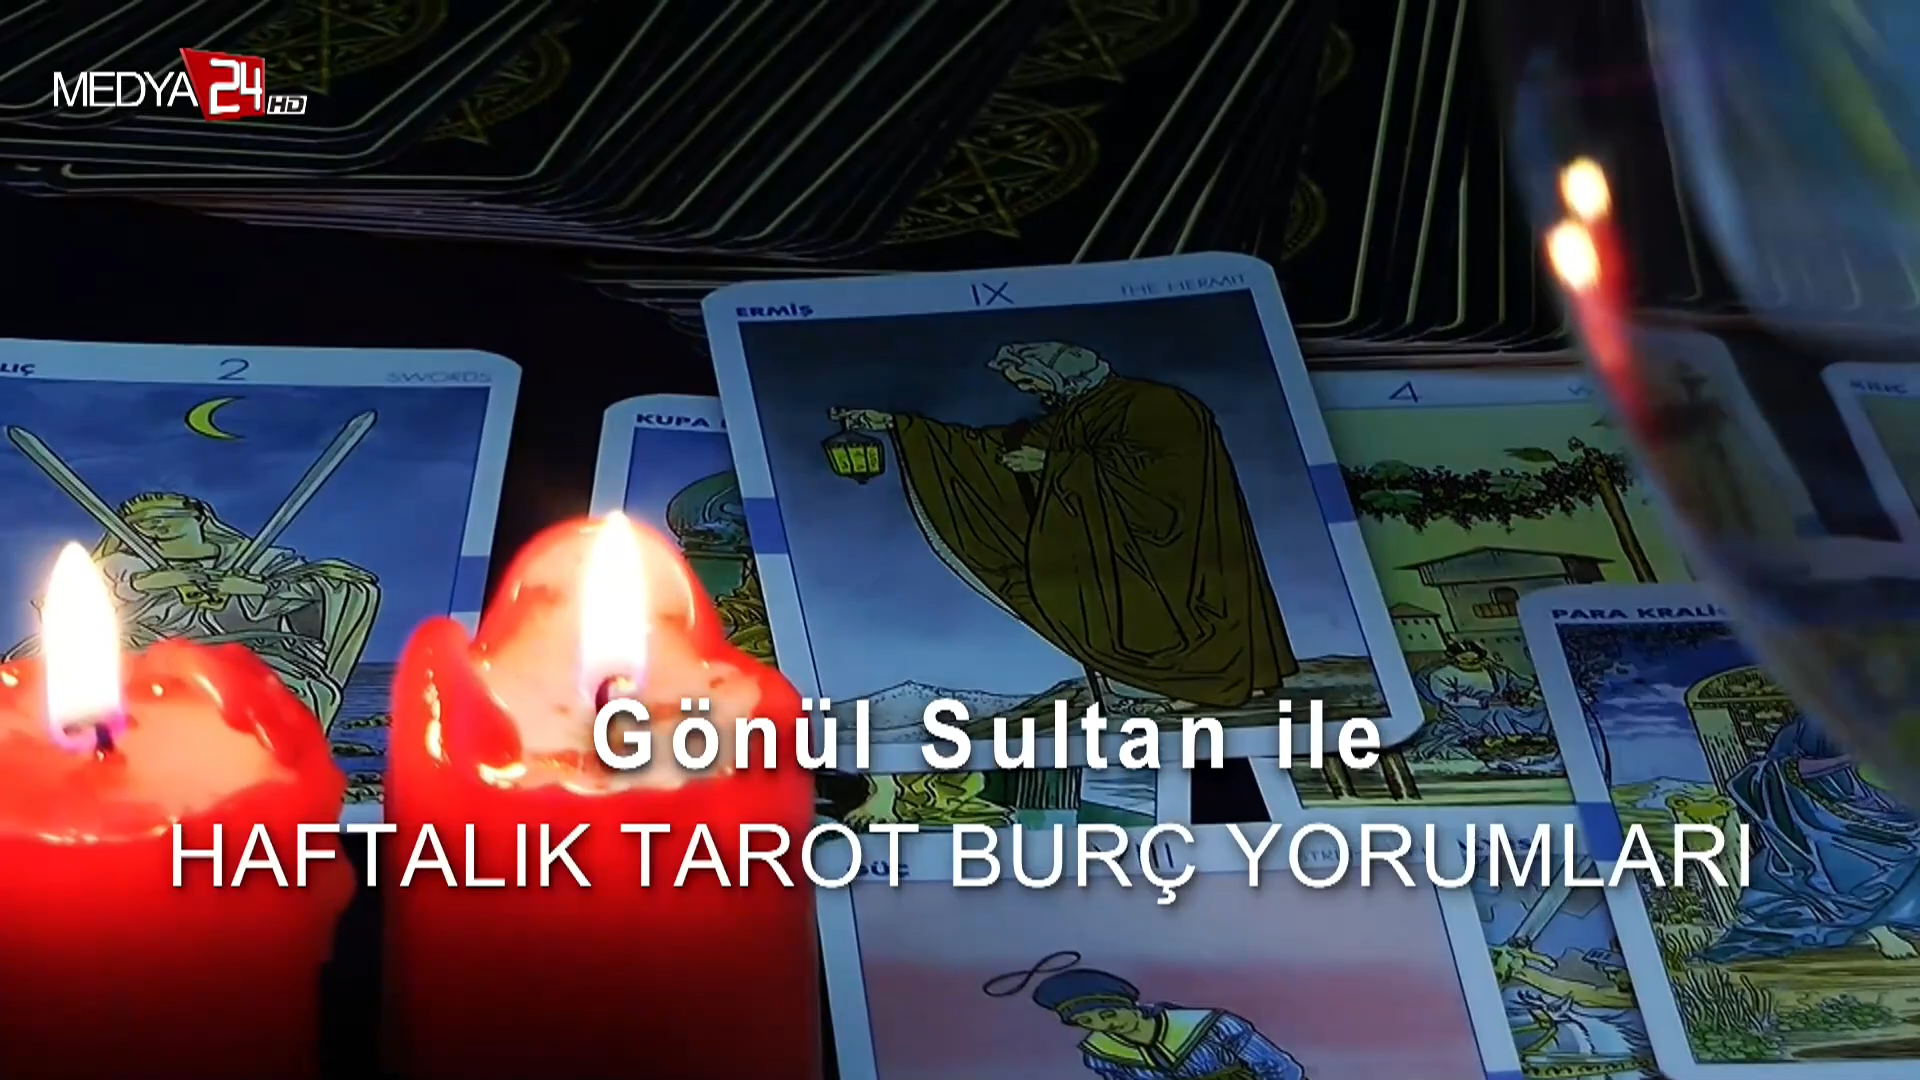 MEDYA 24 HD
ERMİŞ IX THE HERMIT
2 SWORDS
KUPA
4
PARA KRALİÇ
Gönül Sultan ile
HAFTALIK TAROT BURÇ YORUMLARI